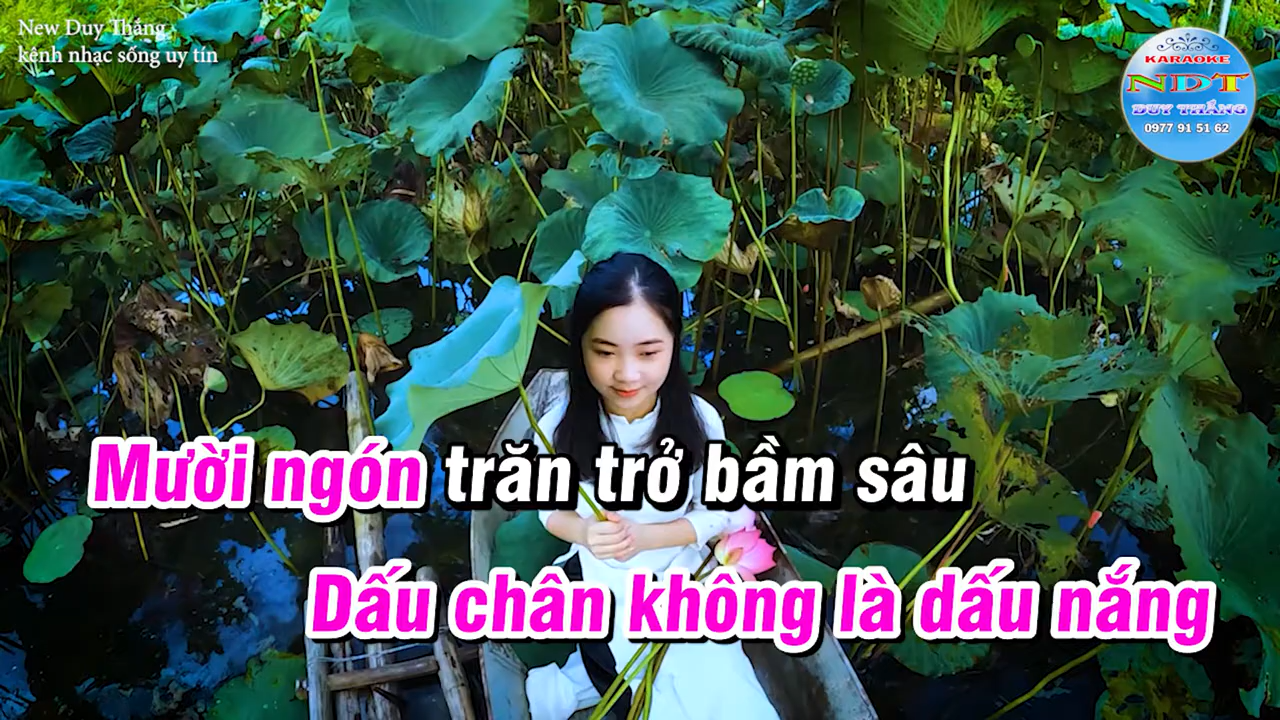 New Duy Thắng
kênh nhạc sống uy tín
KARAOKE
NDT
DUY THẮNG
0977 91 51 62
Mười ngón trăn trở bầm sâu
Dấu chân không là dấu nắng